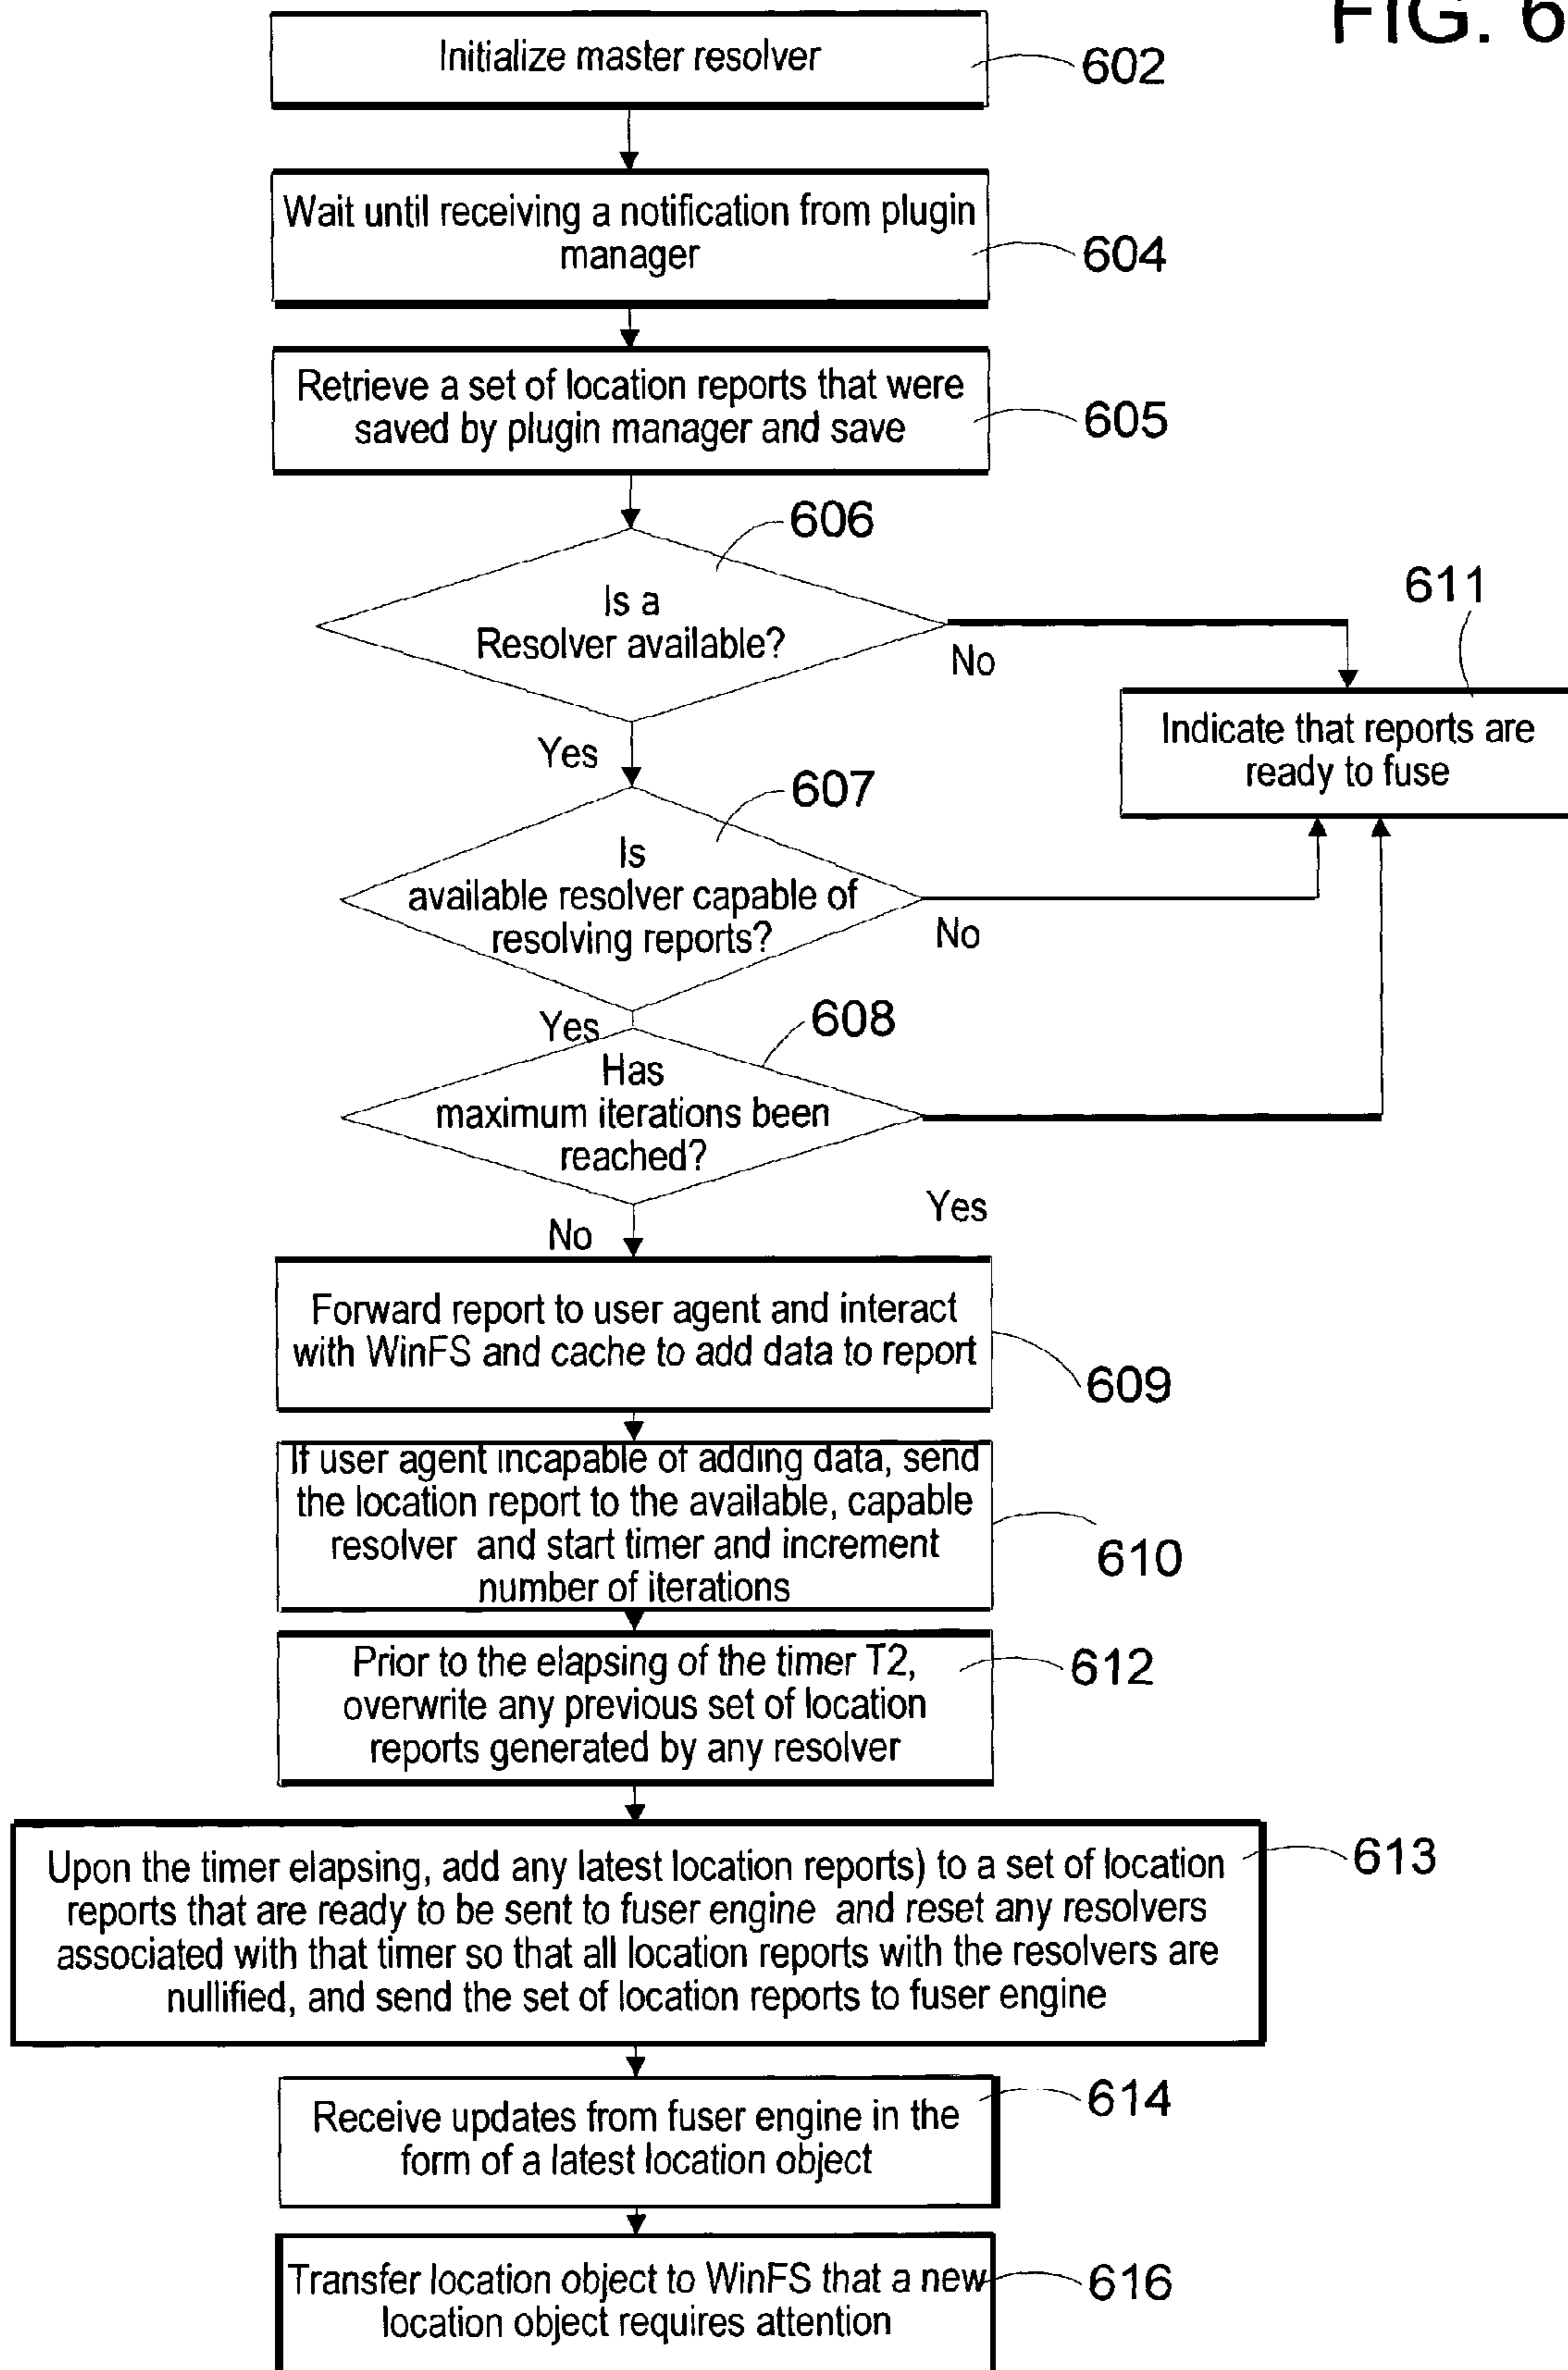 FIG. 6
Initialize master resolver
602
Wait until receiving a notification from plugin
manager
604
Retrieve a set of location reports that were
saved by plugin manager and save
605
606
Is a
Resolver available?
No
611
Indicate that reports are
ready to fuse
Yes
607
Is
available resolver capable of
resolving reports?
No
Yes
608
Has
maximum iterations been
reached?
Yes
No
Forward report to user agent and interact
with WinFS and cache to add data to report
609
If user agent incapable of adding data, send
the location report to the available, capable
resolver and start timer and increment
number of iterations
610
Prior to the elapsing of the timer T2,
overwrite any previous set of location
reports generated by any resolver
612
Upon the timer elapsing, add any latest location reports) to a set of location
reports that are ready to be sent to fuser engine and reset any resolvers
associated with that timer so that all location reports with the resolvers are
nullified, and send the set of location reports to fuser engine
613
Receive updates from fuser engine in the
form of a latest location object
614
Transfer location object to WinFS that a new
location object requires attention
616